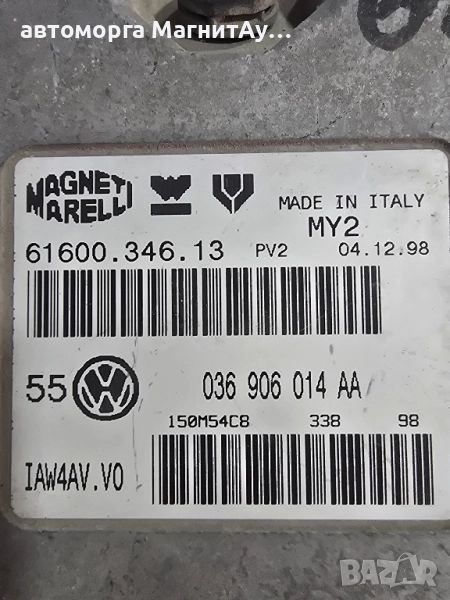 автоморга МагнитАу...
MAGNETI
MARELLI
MADE IN ITALY
MY2
61600.346.13 PV2 04.12.98
55 036 906 014 AA
150M54C8 338 98
IAW4AV.V0
BAZAR